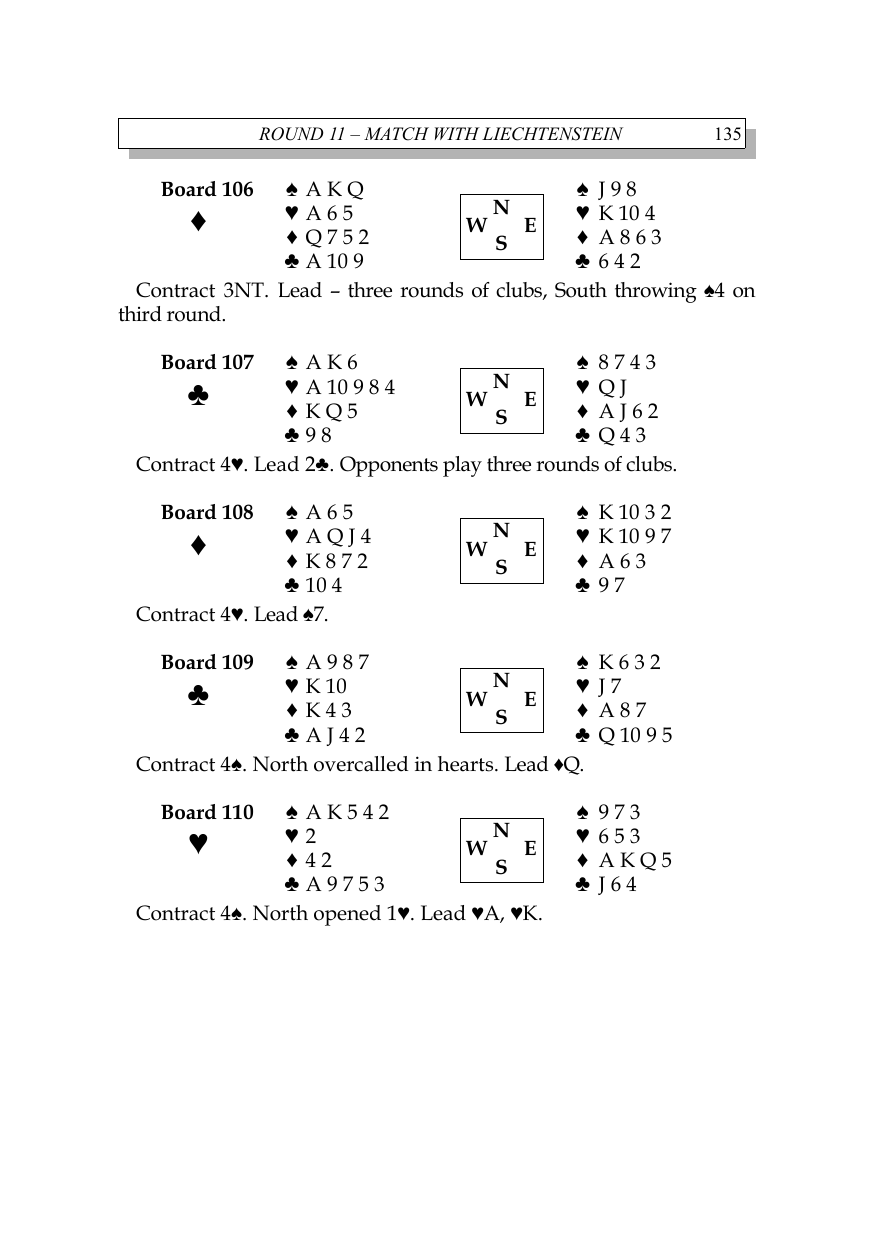 ROUND 11 – MATCH WITH LIECHTENSTEIN 135
Board 106 ♠ A K Q N ♠ J 9 8
♦ ♥ A 6 5 W E ♥ K 10 4
♦ Q 7 5 2 S ♦ A 8 6 3
♣ A 10 9 ♣ 6 4 2
Contract 3NT. Lead – three rounds of clubs, South throwing ♠4 on
third round.
Board 107 ♠ A K 6 N ♠ 8 7 4 3
♣ ♥ A 10 9 8 4 W E ♥ Q J
♦ K Q 5 S ♦ A J 6 2
♣ 9 8 ♣ Q 4 3
Contract 4♥. Lead 2♣. Opponents play three rounds of clubs.
Board 108 ♠ A 6 5 N ♠ K 10 3 2
♦ ♥ A Q J 4 W E ♥ K 10 9 7
♦ K 8 7 2 S ♦ A 6 3
♣ 10 4 ♣ 9 7
Contract 4♥. Lead ♠7.
Board 109 ♠ A 9 8 7 N ♠ K 6 3 2
♣ ♥ K 10 W E ♥ J 7
♦ K 4 3 S ♦ A 8 7
♣ A J 4 2 ♣ Q 10 9 5
Contract 4♠. North overcalled in hearts. Lead ♦Q.
Board 110 ♠ A K 5 4 2 N ♠ 9 7 3
♥ ♥ 2 W E ♥ 6 5 3
♦ 4 2 S ♦ A K Q 5
♣ A 9 7 5 3 ♣ J 6 4
Contract 4♠. North opened 1♥. Lead ♥A, ♥K.